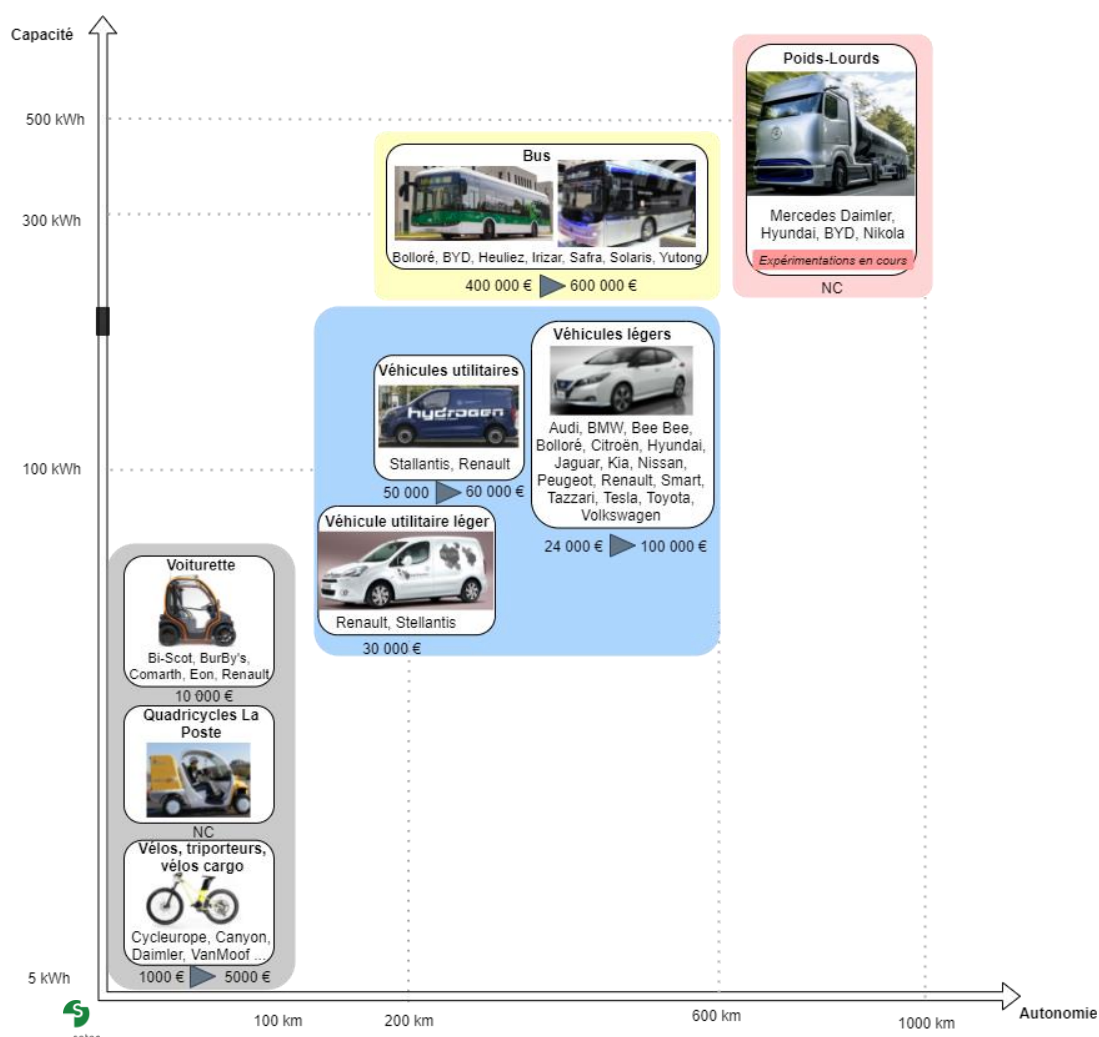 Capacité
500 kWh
300 kWh
100 kWh
5 kWh
Poids-Lourds
Mercedes Daimler,
Hyundai, BYD, Nikola
Expérimentations en cours
NC
Bus
Bolloré, BYD, Heuliez, Irizar, Safra, Solaris, Yutong
400 000 € 600 000 €
Véhicules légers
Audi, BMW, Bee Bee,
Bolloré, Citroën, Hyundai,
Jaguar, Kia, Nissan,
Peugeot, Renault, Smart,
Tazzari, Tesla, Toyota,
Volkswagen
24 000 € 100 000 €
Véhicules utilitaires
hydrogen
Stallantis, Renault
50 000 60 000 €
Véhicule utilitaire léger
Renault, Stellantis
30 000 €
Voiturette
Bi-Scot, BurBy's,
Comarth, Eon, Renault
10 000 €
Quadricycles La
Poste
NC
Vélos, triporteurs,
vélos cargo
Cycleurope, Canyon,
Daimler, VanMoof ...
1000 € 5000 €
100 km
200 km
600 km
1000 km
Autonomie